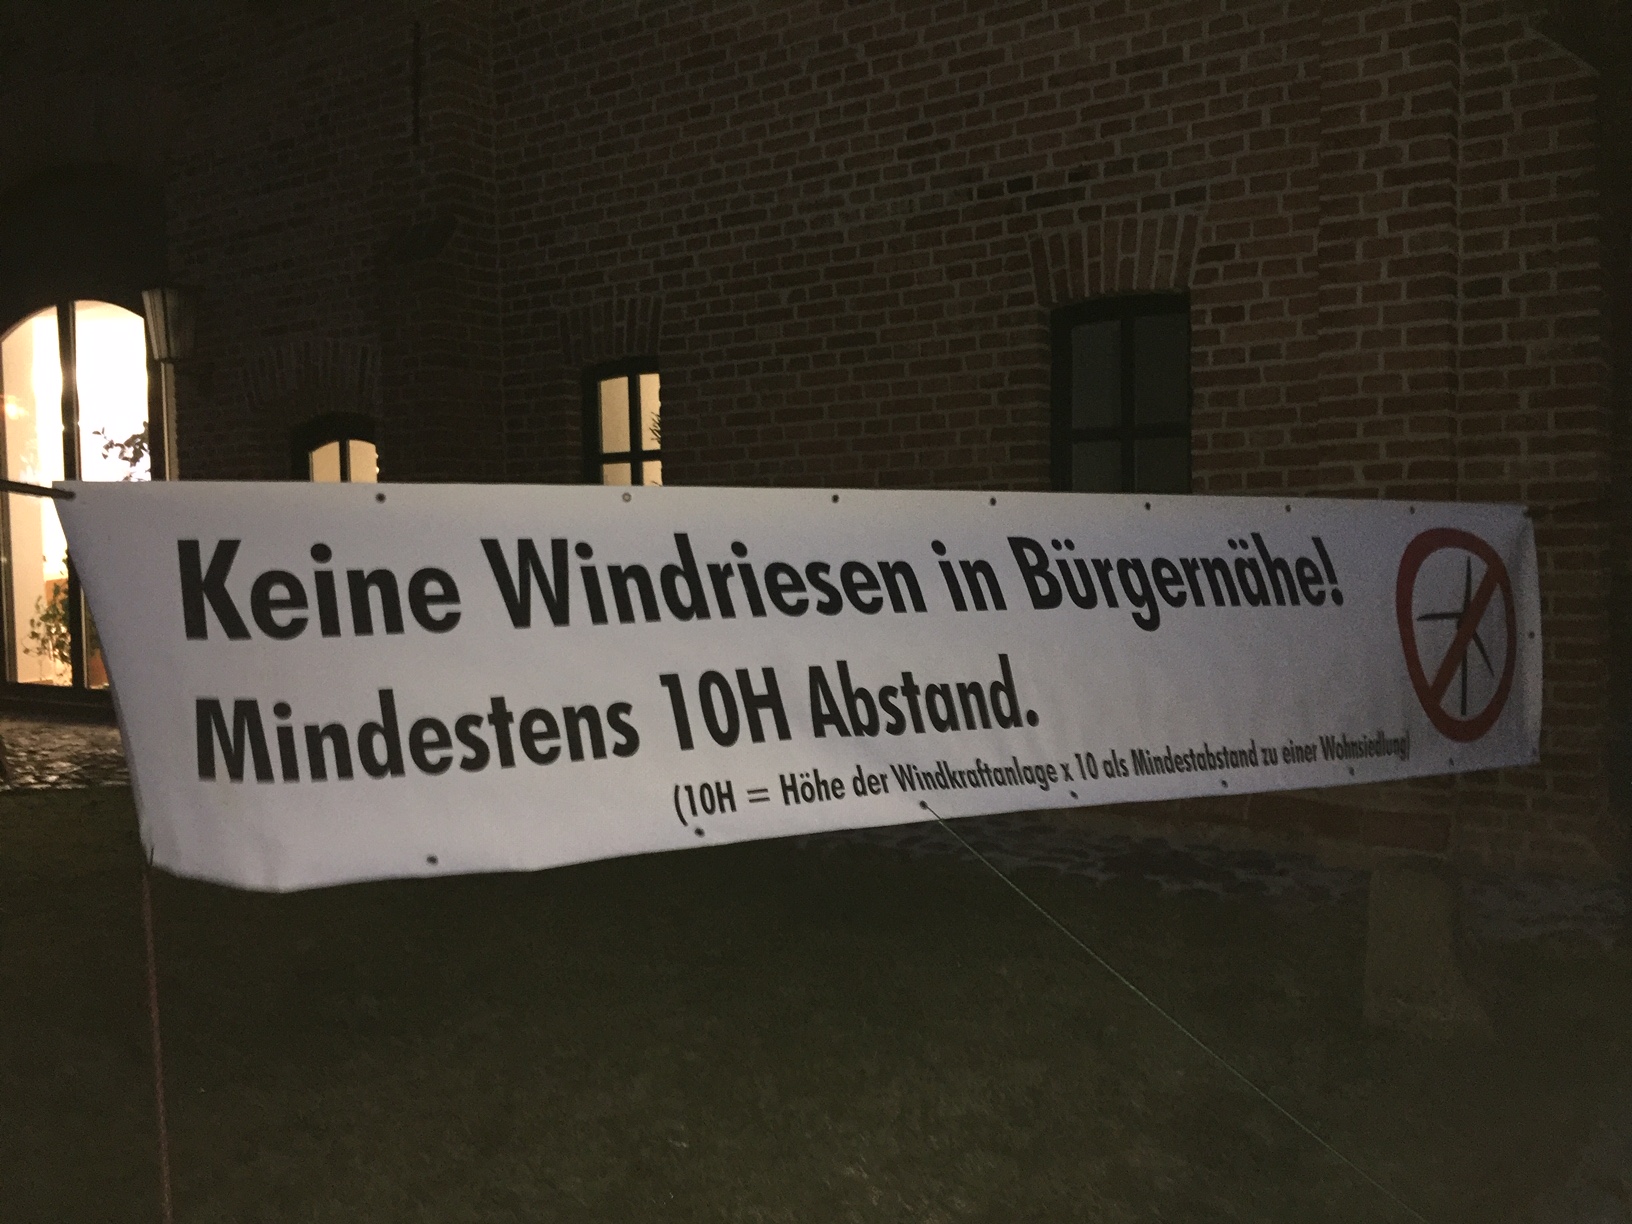 Keine Windriesen in Bürgernähe!
Mindestens 10H Abstand.
(10H = Höhe der Windkraftanlage x 10 als Mindestabstand zu einer Wohnsiedlung)